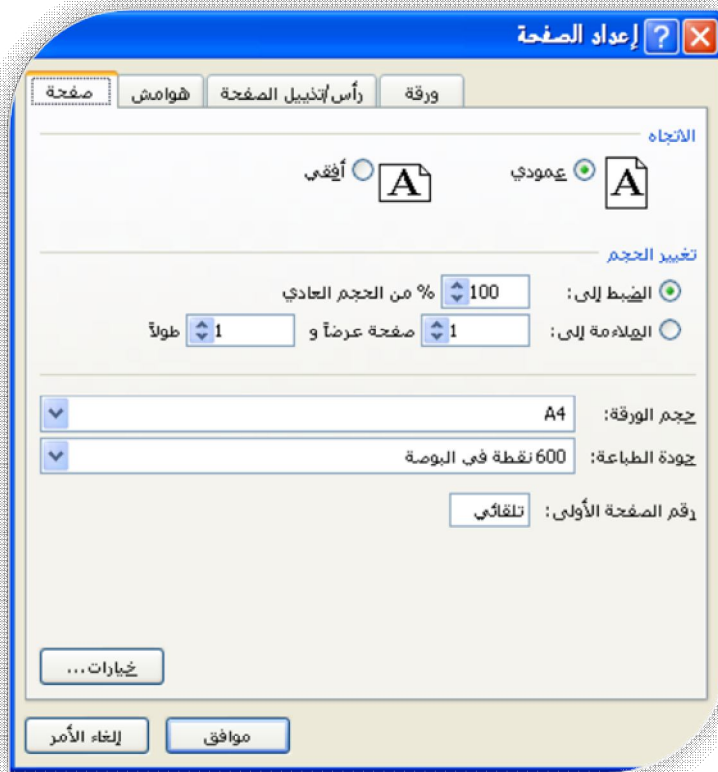 إعداد الصفحة
صفحة هوامش رأس/تذييل الصفحة ورقة
الاتجاه
A عمودي A أفقي
تغيير الحجم
الضبط إلى: 100 % من الحجم العادي
الملاءمة إلى: 1 صفحة عرضاً و 1 طولاً
حجم الورقة: A4
جودة الطباعة: 600 نقطة في البوصة
رقم الصفحة الأولى: تلقائي
خيارات...
موافق إلغاء الأمر